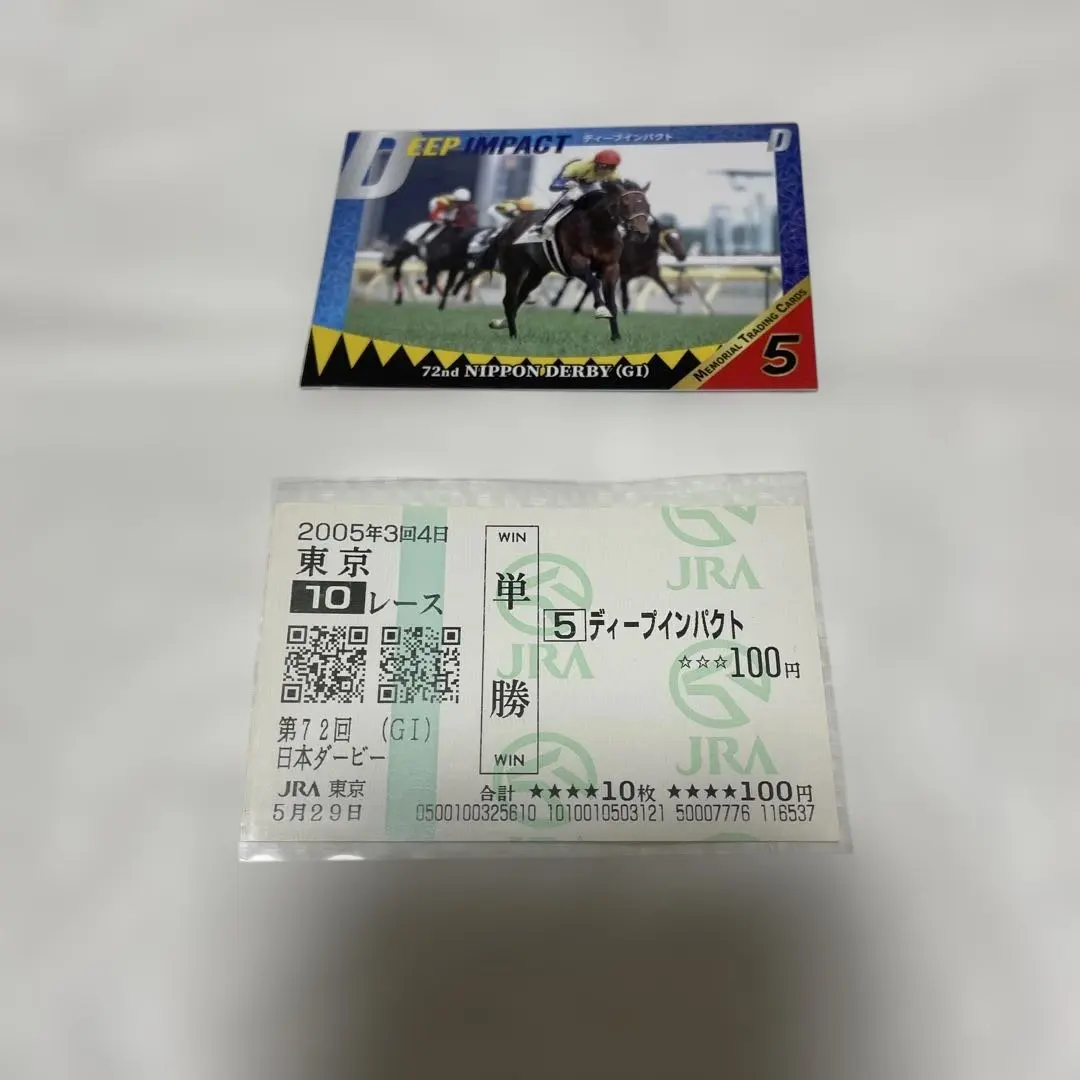 DEEP IMPACT ディープインパクト
D
MEMORIAL TRADING CARDS
5
72nd NIPPON DERBY (GI)
2005年3回4日
東京
10レース
第72回 (GI)
日本ダービー
JRA 東京
5月29日
WIN
単
勝
WIN
5 ディープインパクト
☆☆☆100円
合計 ★★★★10枚 ★★★★100円
0500100325610 1010010503121 50007776 116537
JRA
JRA
JRA